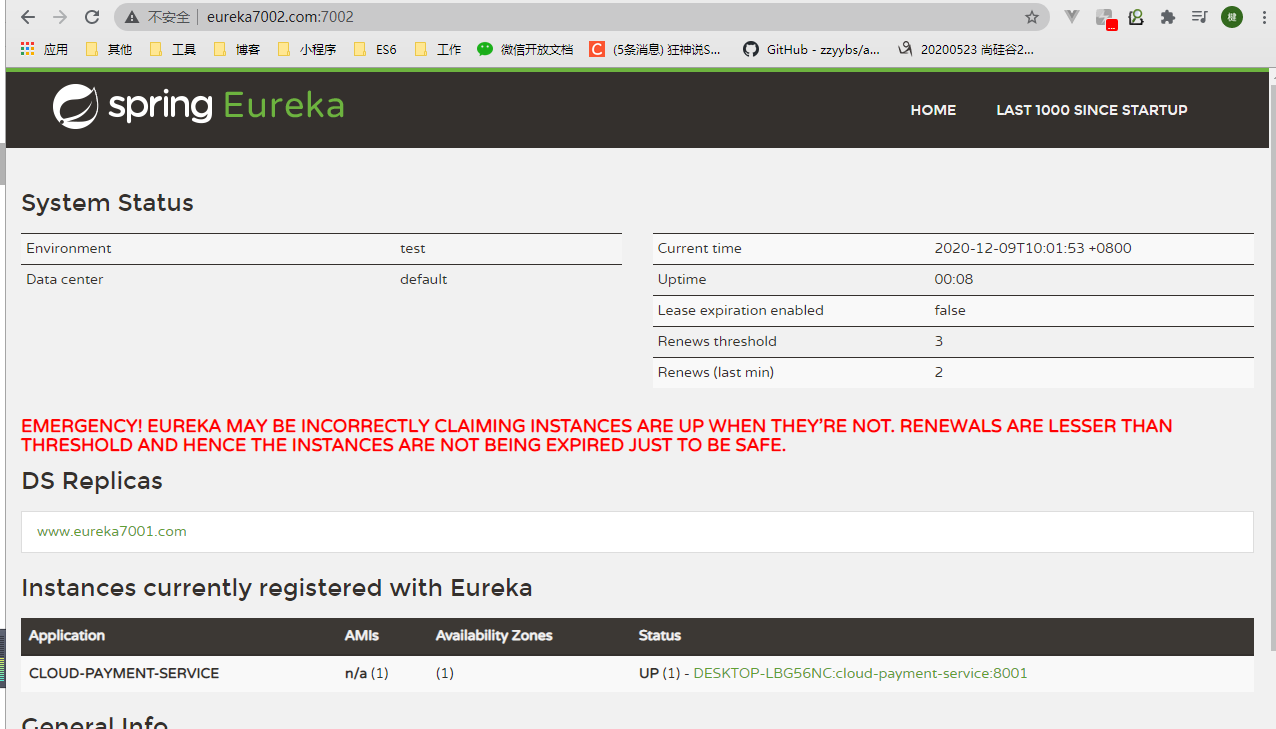 不安全 eureka7002.com:7002
应用 其他 工具 博客 小程序 ES6 工作 微信开放文档 C (5条消息) 狂神说S... GitHub - zzyybs/a... 20200523 尚硅谷2...
spring Eureka HOME LAST 1000 SINCE STARTUP
System Status
Environment test
Data center default
Current time 2020-12-09T10:01:53 +0800
Uptime 00:08
Lease expiration enabled false
Renews threshold 3
Renews (last min) 2
EMERGENCY! EUREKA MAY BE INCORRECTLY CLAIMING INSTANCES ARE UP WHEN THEY'RE NOT. RENEWALS ARE LESSER THAN
THRESHOLD AND HENCE THE INSTANCES ARE NOT BEING EXPIRED JUST TO BE SAFE.
DS Replicas
www.eureka7001.com
Instances currently registered with Eureka
Application AMIs Availability Zones Status
CLOUD-PAYMENT-SERVICE n/a (1) (1) UP (1) - DESKTOP-LBG56NC:cloud-payment-service:8001
General Info